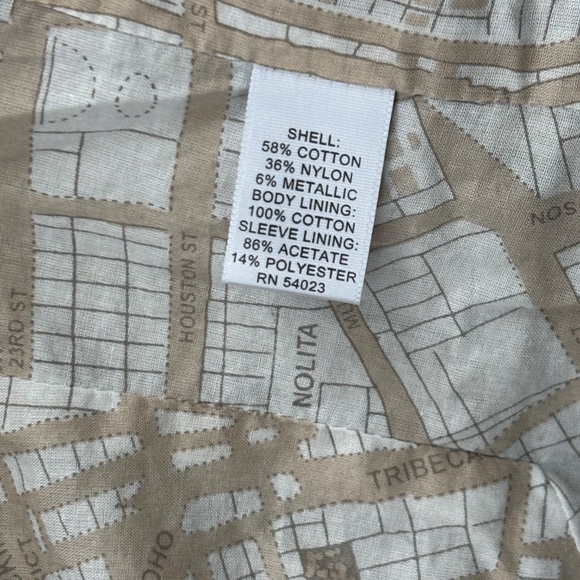 ST
SHELL:
58% COTTON
36% NYLON
6% METALLIC
BODY LINING:
100% COTTON
SLEEVE LINING:
86% ACETATE
14% POLYESTER
RN 54023
HOUSTON ST
23RD ST
NOLITA
TRIBECA